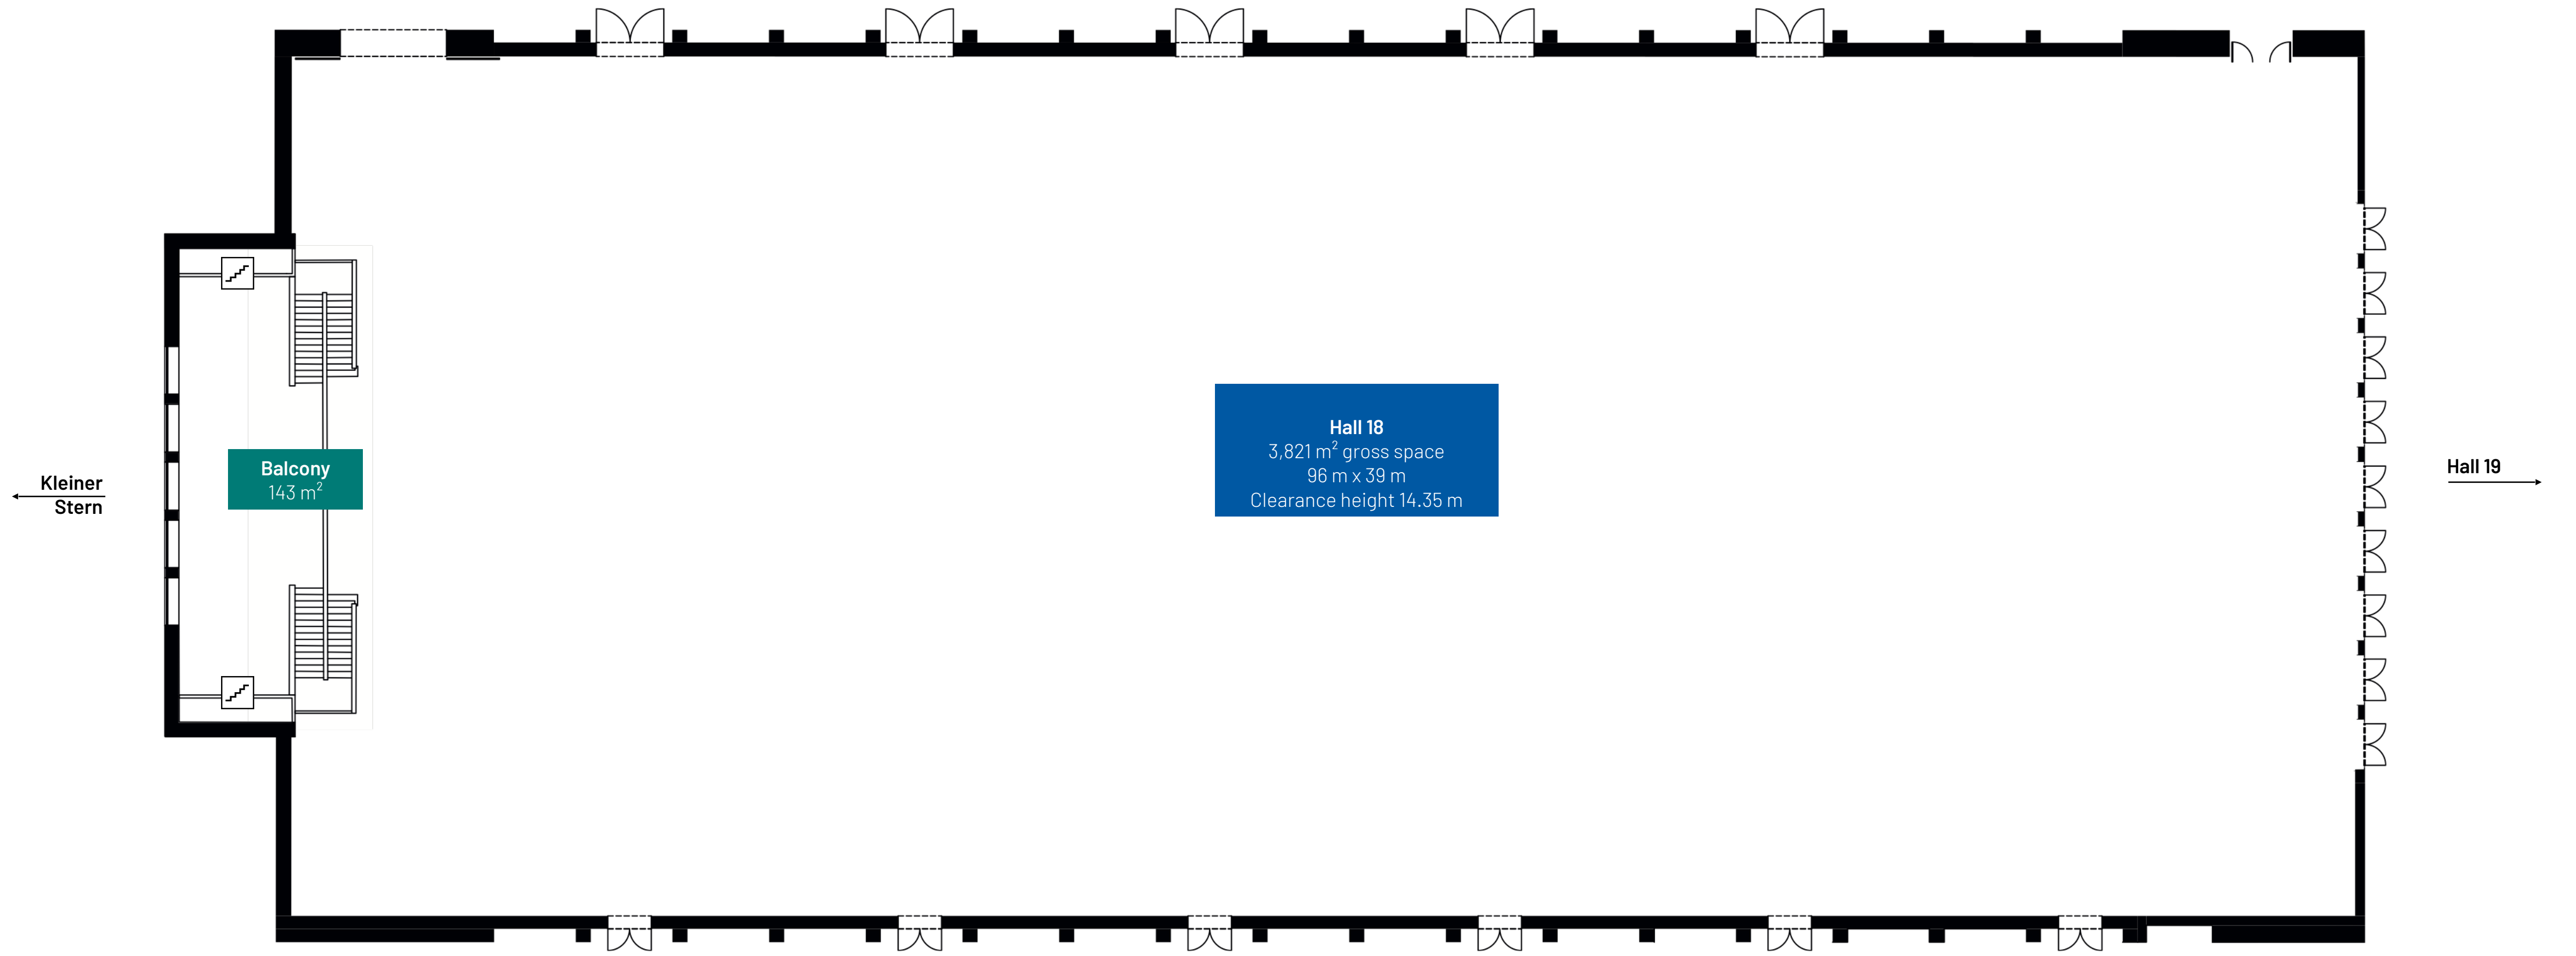 Kleiner
Stern
Balcony
143 m²
Hall 18
3,821 m² gross space
96 m x 39 m
Clearance height 14.35 m
Hall 19